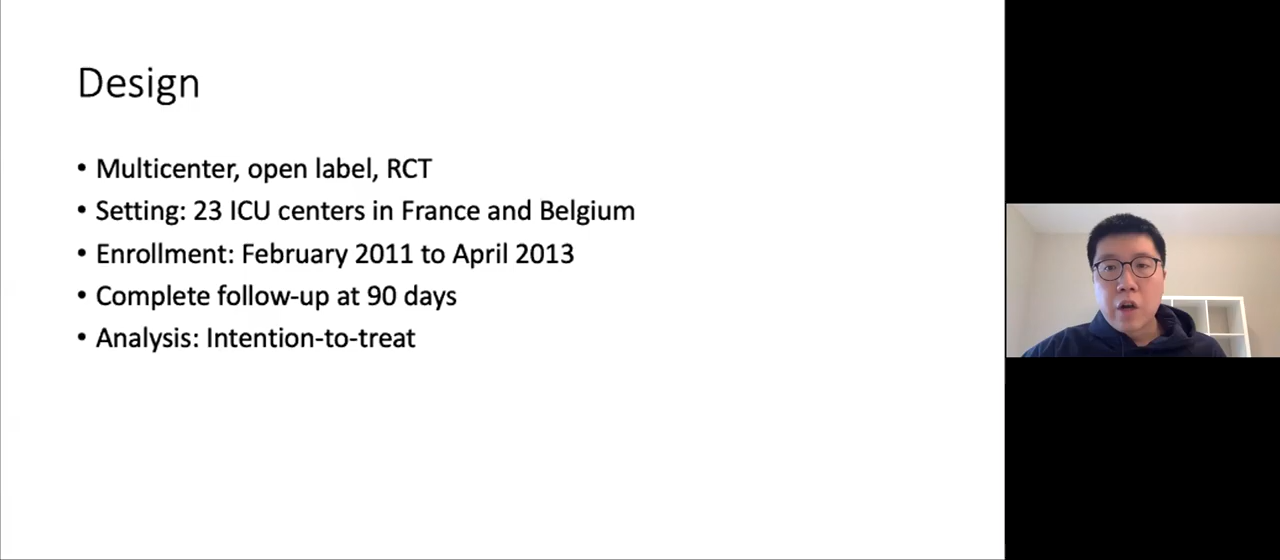 Design
• Multicenter, open label, RCT
• Setting: 23 ICU centers in France and Belgium
• Enrollment: February 2011 to April 2013
• Complete follow-up at 90 days
• Analysis: Intention-to-treat